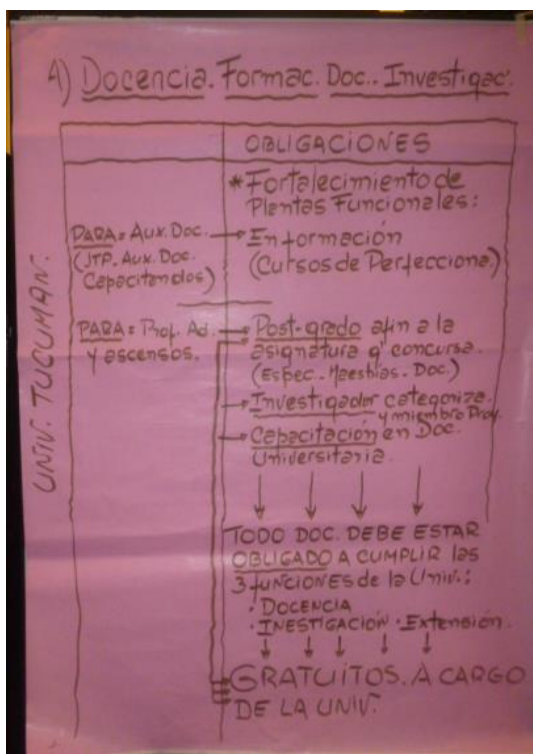 A) Docencia. Formac. Doc.. Investigac.
UNIV. TUCUMAN.
OBLIGACIONES
*Fortalecimiento de
Plantas Funcionales:
PARA= Aux. Doc.
(JTP. Aux. Doc.
Capacitandos)
En formación
(Cursos de Perfecciona.)
PARA= Prof. Ad.
y ascensos.
Post-grado afin a la
asignatura q' concursa.
(Espec.. Maestrias. Doc.)
Investigador categoriza.
y miembro Proy.
Capacitación en Doc.
Universitaria.
TODO DOC. DEBE ESTAR
OBLIGADO A CUMPLIR las
3 funciones de la Univ.:
· DOCENCIA
· INESTIGACIÓN · Extensión.
GRATUITOS. A CARGO
DE LA UNIV.